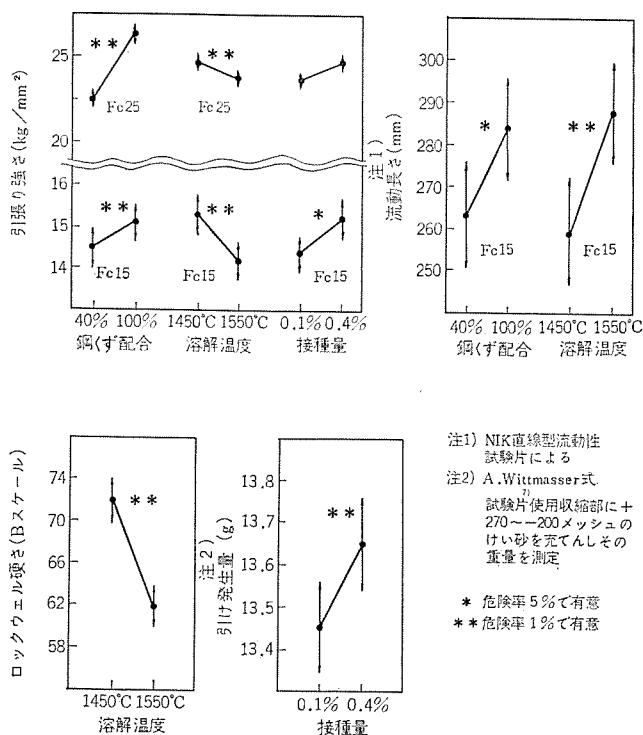 引張り強さ(kg/mm²)
25
22
16
15
14
**
Fc25
**
Fc25
**
Fc15
**
Fc15
*
Fc15
40% 100% 1450°C 1550°C 0.1% 0.4%
鋼くず配合 溶解温度 接種量
注1)
流動長さ(mm)
300
290
280
270
260
250
*
**
Fc15
40% 100% 1450°C 1550°C
鋼くず配合 溶解温度
ロックウェル硬さ(Bスケール)
74
70
66
62
58
**
1450°C 1550°C
溶解温度
注2)
引け発生量(g)
13.8
13.7
13.6
13.5
13.4
**
0.1% 0.4%
接種量
注1) NIK直線型流動性
試験片による
注2) A.Wittmasser式
7)
試験片使用収縮部に+
270〜−200メッシュの
けい砂を充てんしその
重量を測定
* 危険率5%で有意
** 危険率1%で有意